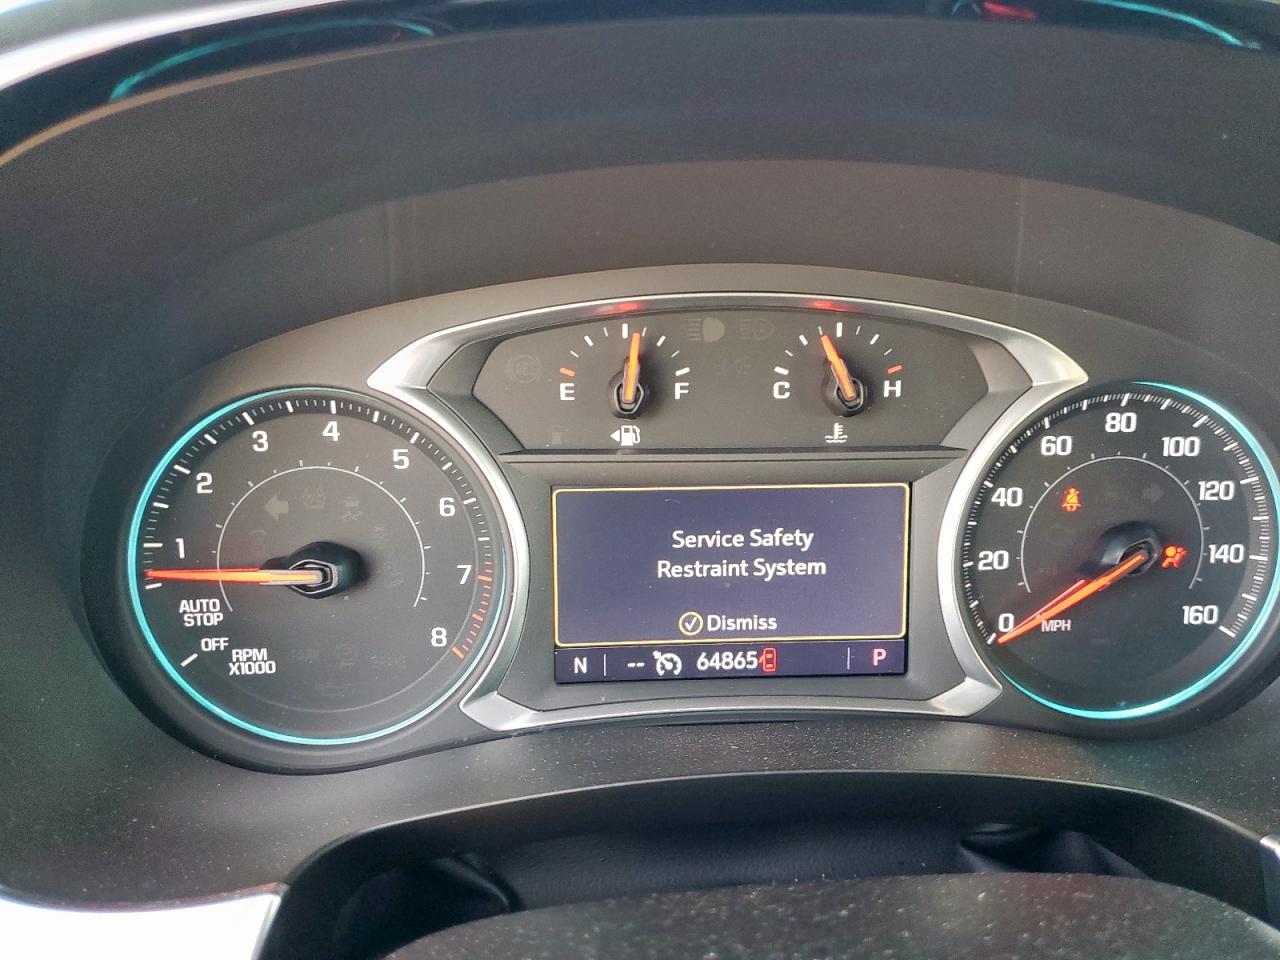 E F
C H
1 2 3 4 5 6 7 8
AUTO
STOP
OFF
RPM
X1000
Service Safety
Restraint System
Dismiss
N -- 64865 P
0 20 40 60 80 100 120 140 160
MPH